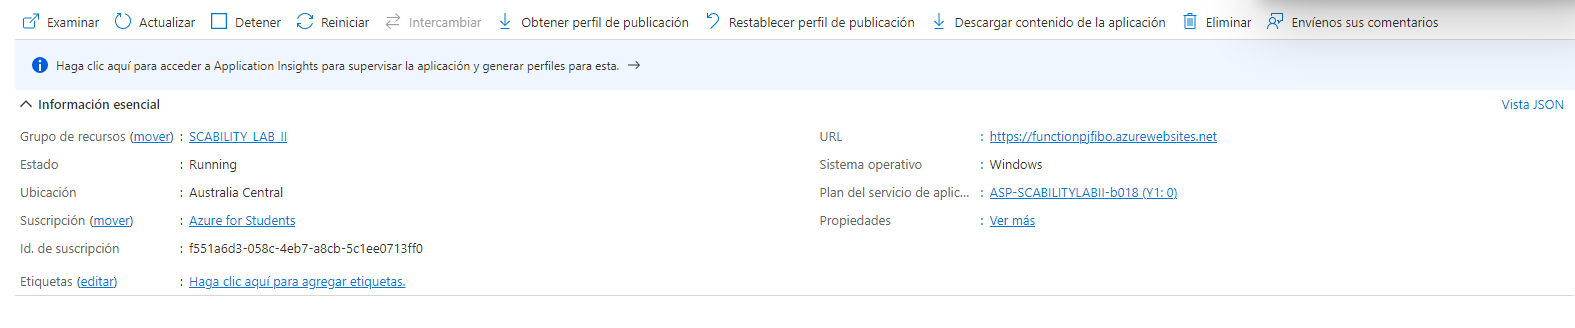 Examinar Actualizar Detener Reiniciar Intercambiar Obtener perfil de publicación Restablecer perfil de publicación Descargar contenido de la aplicación Eliminar Envíenos sus comentarios
Haga clic aquí para acceder a Application Insights para supervisar la aplicación y generar perfiles para esta. →
Información esencial Vista JSON
Grupo de recursos (mover) : SCABILITY_LAB_II URL : https://functionpjfibo.azurewebsites.net
Estado : Running Sistema operativo : Windows
Ubicación : Australia Central Plan del servicio de aplic... : ASP-SCABILITYLABII-b018 (Y1: 0)
Suscripción (mover) : Azure for Students Propiedades : Ver más
Id. de suscripción : f551a6d3-058c-4eb7-a8cb-5c1ee0713ff0
Etiquetas (editar) : Haga clic aquí para agregar etiquetas.